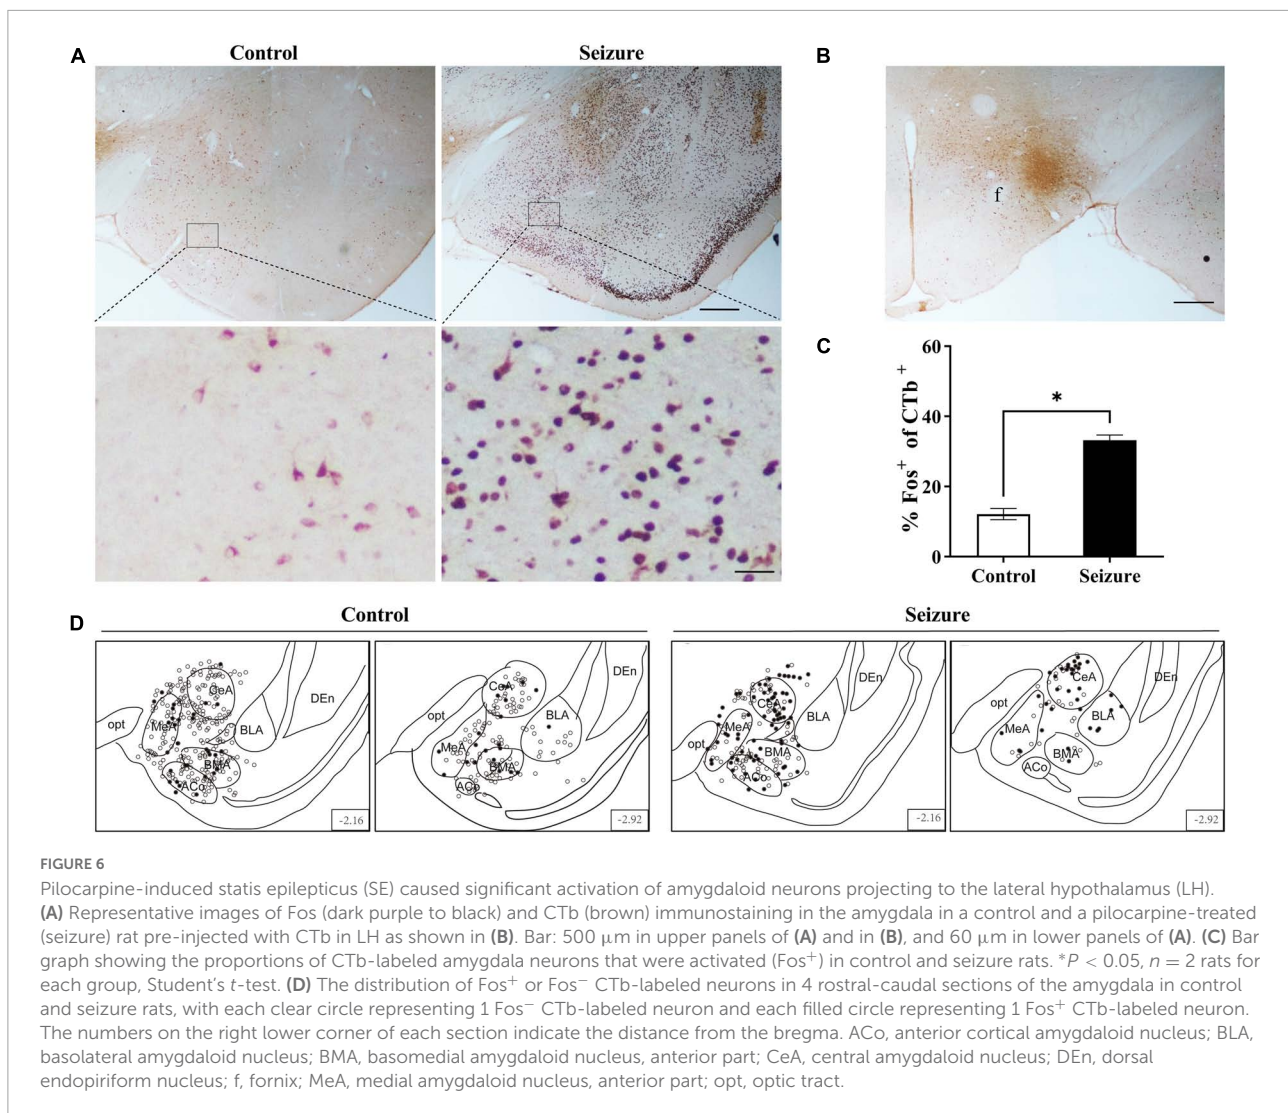 A
Control
Seizure
B
f
C
60
40
20
0
% Fos+ of CTb +
*
Control
Seizure
D
Control
Seizure
CeA
MeA
opt
BLA
DEn
BMA
ACo
-2.16
CeA
DEn
opt
BLA
MeA
BMA
ACo
-2.92
DEn
CeA
BLA
MeA
opt
BMA
ACo
-2.16
DEn
CeA
opt
BLA
MeA
BMA
ACo
-2.92
FIGURE 6
Pilocarpine-induced statis epilepticus (SE) caused significant activation of amygdaloid neurons projecting to the lateral hypothalamus (LH).
(A) Representative images of Fos (dark purple to black) and CTb (brown) immunostaining in the amygdala in a control and a pilocarpine-treated
(seizure) rat pre-injected with CTb in LH as shown in (B). Bar: 500 μm in upper panels of (A) and in (B), and 60 μm in lower panels of (A). (C) Bar
graph showing the proportions of CTb-labeled amygdala neurons that were activated (Fos+) in control and seizure rats. *P < 0.05, n = 2 rats for
each group, Student's t-test. (D) The distribution of Fos+ or Fos− CTb-labeled neurons in 4 rostral-caudal sections of the amygdala in control
and seizure rats, with each clear circle representing 1 Fos− CTb-labeled neuron and each filled circle representing 1 Fos+ CTb-labeled neuron.
The numbers on the right lower corner of each section indicate the distance from the bregma. ACo, anterior cortical amygdaloid nucleus; BLA,
basolateral amygdaloid nucleus; BMA, basomedial amygdaloid nucleus, anterior part; CeA, central amygdaloid nucleus; DEn, dorsal
endopiriform nucleus; f, fornix; MeA, medial amygdaloid nucleus, anterior part; opt, optic tract.